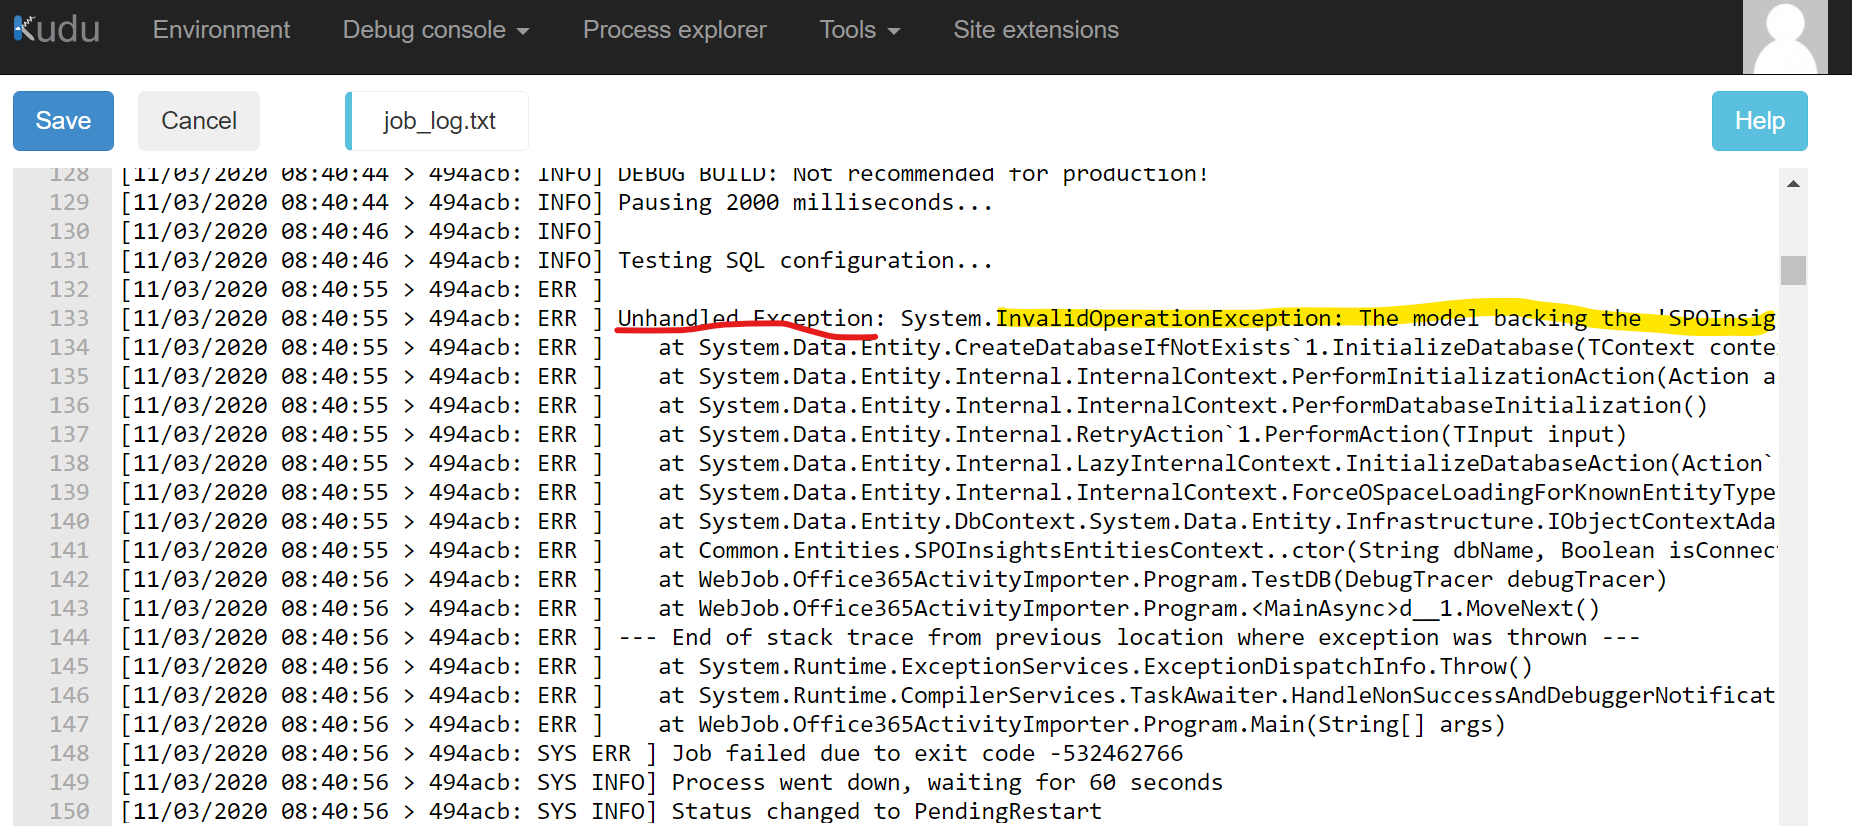 Kudu Environment Debug console Process explorer Tools Site extensions
Save Cancel job_log.txt Help
128 [11/03/2020 08:40:44 > 494acb: INFO] DEBUG BUILD: Not recommended for production!
129 [11/03/2020 08:40:44 > 494acb: INFO] Pausing 2000 milliseconds...
130 [11/03/2020 08:40:46 > 494acb: INFO]
131 [11/03/2020 08:40:46 > 494acb: INFO] Testing SQL configuration...
132 [11/03/2020 08:40:55 > 494acb: ERR ]
133 [11/03/2020 08:40:55 > 494acb: ERR ] Unhandled Exception: System.InvalidOperationException: The model backing the 'SPOInsig
134 [11/03/2020 08:40:55 > 494acb: ERR ]    at System.Data.Entity.CreateDatabaseIfNotExists`1.InitializeDatabase(TContext conte
135 [11/03/2020 08:40:55 > 494acb: ERR ]    at System.Data.Entity.Internal.InternalContext.PerformInitializationAction(Action a
136 [11/03/2020 08:40:55 > 494acb: ERR ]    at System.Data.Entity.Internal.InternalContext.PerformDatabaseInitialization()
137 [11/03/2020 08:40:55 > 494acb: ERR ]    at System.Data.Entity.Internal.RetryAction`1.PerformAction(TInput input)
138 [11/03/2020 08:40:55 > 494acb: ERR ]    at System.Data.Entity.Internal.LazyInternalContext.InitializeDatabaseAction(Action`
139 [11/03/2020 08:40:55 > 494acb: ERR ]    at System.Data.Entity.Internal.InternalContext.ForceOSpaceLoadingForKnownEntityType
140 [11/03/2020 08:40:55 > 494acb: ERR ]    at System.Data.Entity.DbContext.System.Data.Entity.Infrastructure.IObjectContextAda
141 [11/03/2020 08:40:55 > 494acb: ERR ]    at Common.Entities.SPOInsightsEntitiesContext..ctor(String dbName, Boolean isConnect
142 [11/03/2020 08:40:56 > 494acb: ERR ]    at WebJob.Office365ActivityImporter.Program.TestDB(DebugTracer debugTracer)
143 [11/03/2020 08:40:56 > 494acb: ERR ]    at WebJob.Office365ActivityImporter.Program.<MainAsync>d__1.MoveNext()
144 [11/03/2020 08:40:56 > 494acb: ERR ] --- End of stack trace from previous location where exception was thrown ---
145 [11/03/2020 08:40:56 > 494acb: ERR ]    at System.Runtime.ExceptionServices.ExceptionDispatchInfo.Throw()
146 [11/03/2020 08:40:56 > 494acb: ERR ]    at System.Runtime.CompilerServices.TaskAwaiter.HandleNonSuccessAndDebuggerNotificat
147 [11/03/2020 08:40:56 > 494acb: ERR ]    at WebJob.Office365ActivityImporter.Program.Main(String[] args)
148 [11/03/2020 08:40:56 > 494acb: SYS ERR ] Job failed due to exit code -532462766
149 [11/03/2020 08:40:56 > 494acb: SYS INFO] Process went down, waiting for 60 seconds
150 [11/03/2020 08:40:56 > 494acb: SYS INFO] Status changed to PendingRestart